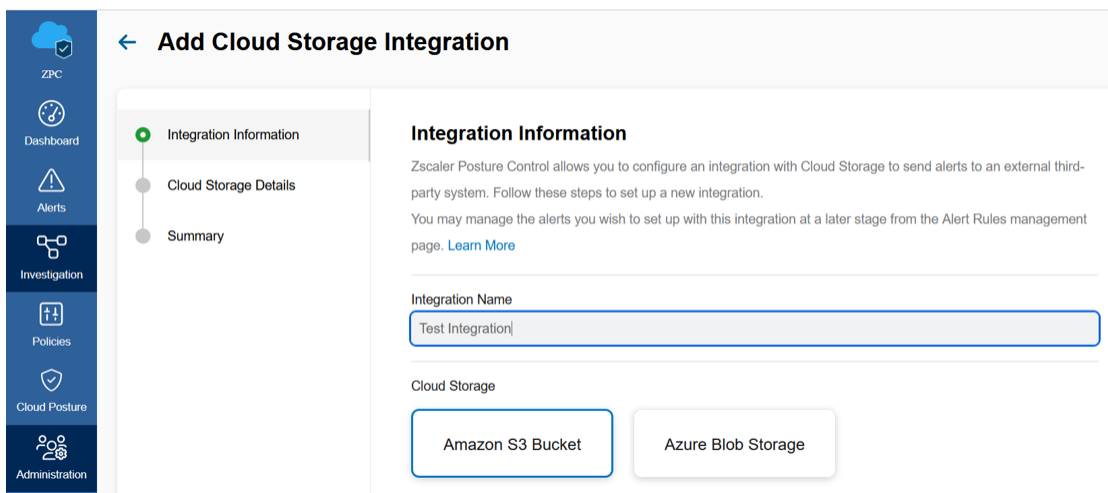 ZPC
Dashboard
Alerts
Investigation
Policies
Cloud Posture
Administration
Add Cloud Storage Integration
Integration Information
Cloud Storage Details
Summary
Integration Information
Zscaler Posture Control allows you to configure an integration with Cloud Storage to send alerts to an external third-
party system. Follow these steps to set up a new integration.
You may manage the alerts you wish to set up with this integration at a later stage from the Alert Rules management
page. Learn More
Integration Name
Test Integration
Cloud Storage
Amazon S3 Bucket
Azure Blob Storage